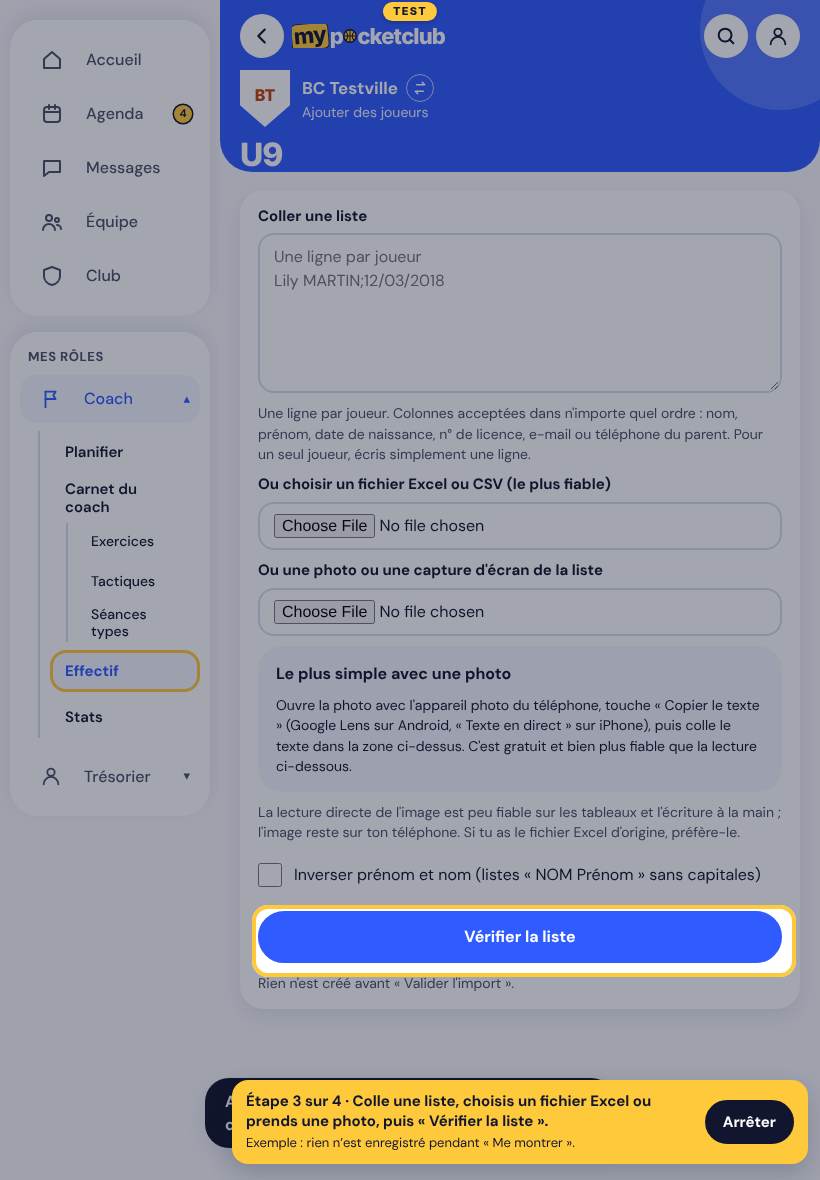 TEST
mypocketclub
Accueil
Agenda 4
Messages
Équipe
Club
MES RÔLES
Coach ▴
Planifier
Carnet du
coach
Exercices
Tactiques
Séances
types
Effectif
Stats
Trésorier ▾
BT
BC Testville
Ajouter des joueurs
U9
Coller une liste
Une ligne par joueur
Lily MARTIN;12/03/2018
Une ligne par joueur. Colonnes acceptées dans n'importe quel ordre : nom,
prénom, date de naissance, n° de licence, e-mail ou téléphone du parent. Pour
un seul joueur, écris simplement une ligne.
Ou choisir un fichier Excel ou CSV (le plus fiable)
Choose File No file chosen
Ou une photo ou une capture d'écran de la liste
Choose File No file chosen
Le plus simple avec une photo
Ouvre la photo avec l'appareil photo du téléphone, touche « Copier le texte
» (Google Lens sur Android, « Texte en direct » sur iPhone), puis colle le
texte dans la zone ci-dessus. C'est gratuit et bien plus fiable que la lecture
ci-dessous.
La lecture directe de l'image est peu fiable sur les tableaux et l'écriture à la main ;
l'image reste sur ton téléphone. Si tu as le fichier Excel d'origine, préfère-le.
Inverser prénom et nom (listes « NOM Prénom » sans capitales)
Vérifier la liste
Rien n'est créé avant « Valider l'import ».
Étape 3 sur 4 · Colle une liste, choisis un fichier Excel ou
prends une photo, puis « Vérifier la liste ».
Exemple : rien n’est enregistré pendant « Me montrer ».
Arrêter